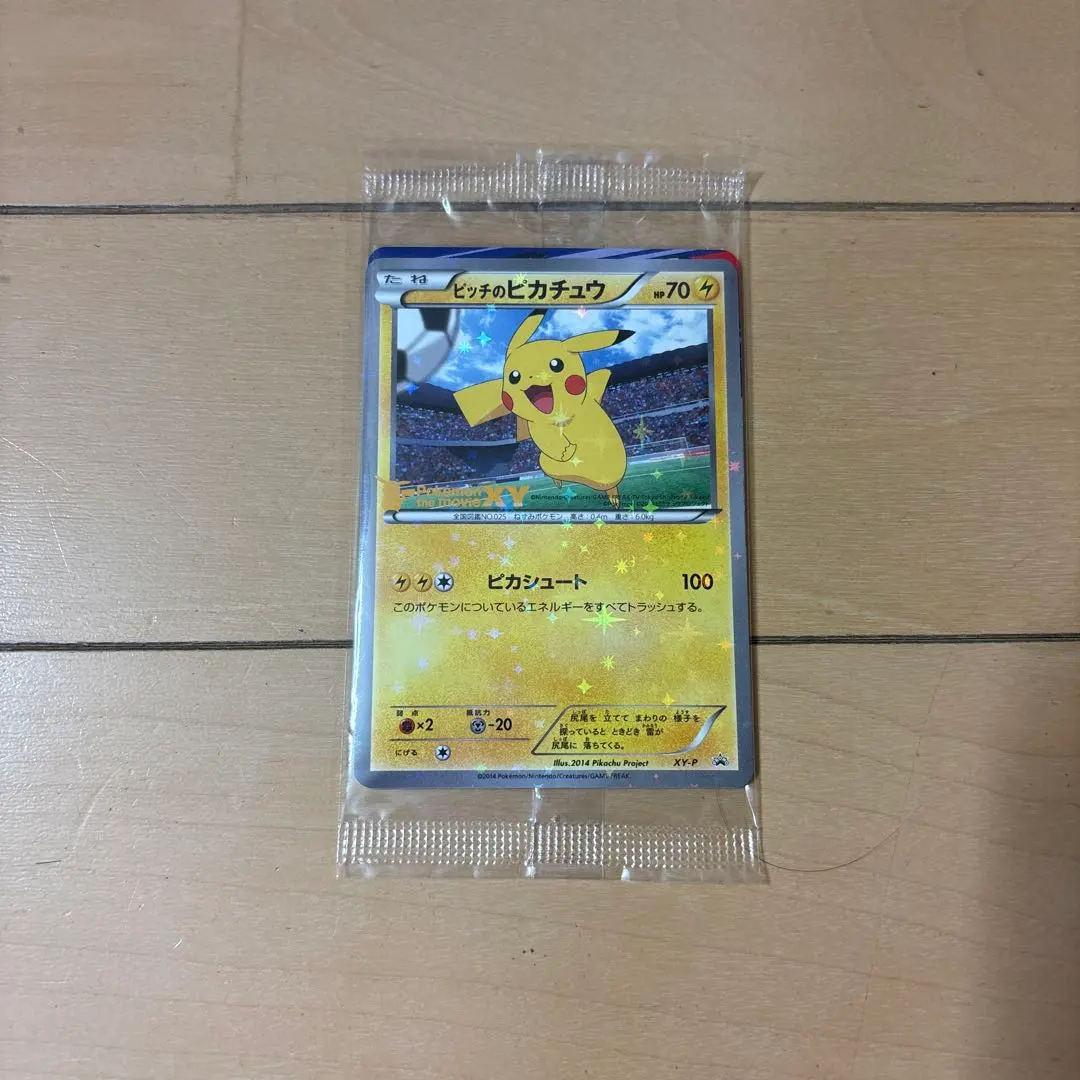 たね
ピッチのピカチュウ HP70
Pokémon
the movie XY
全国図鑑NO.025 ねずみポケモン 高さ:0.4m 重さ:6.0kg
ピカシュート 100
このポケモンについているエネルギーをすべてトラッシュする。
弱点 抵抗力
×2 -20
尻尾を 立てて まわりの 様子を
探っていると ときどき 雷が
尻尾に 落ちてくる。
にげる
Illus.2014 Pikachu Project XY-P
©2014 Pokémon/Nintendo/Creatures/GAME FREAK.